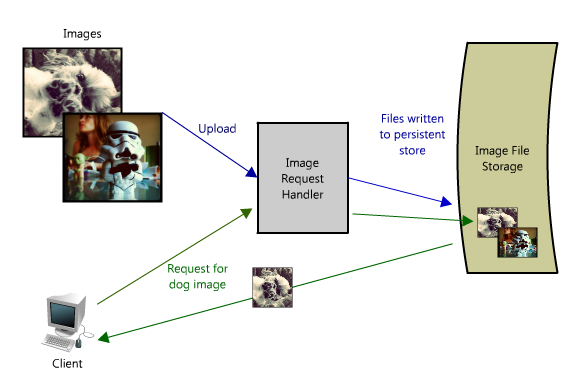 Images
Upload
Image
Request
Handler
Files written
to persistent
store
Image File
Storage
Request for
dog image
Client